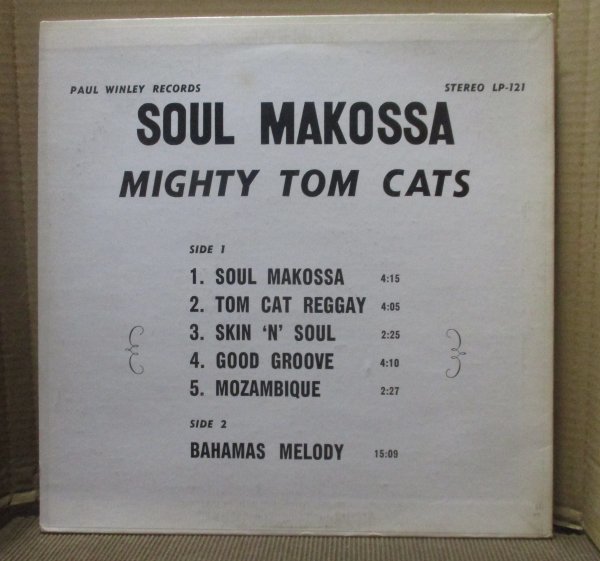 PAUL WINLEY RECORDS STEREO LP-121
SOUL MAKOSSA
MIGHTY TOM CATS
SIDE 1
1. SOUL MAKOSSA 4:15
2. TOM CAT REGGAY 4:05
3. SKIN ‘N’ SOUL 2:25
4. GOOD GROOVE 4:10
5. MOZAMBIQUE 2:27
SIDE 2
BAHAMAS MELODY 15:09